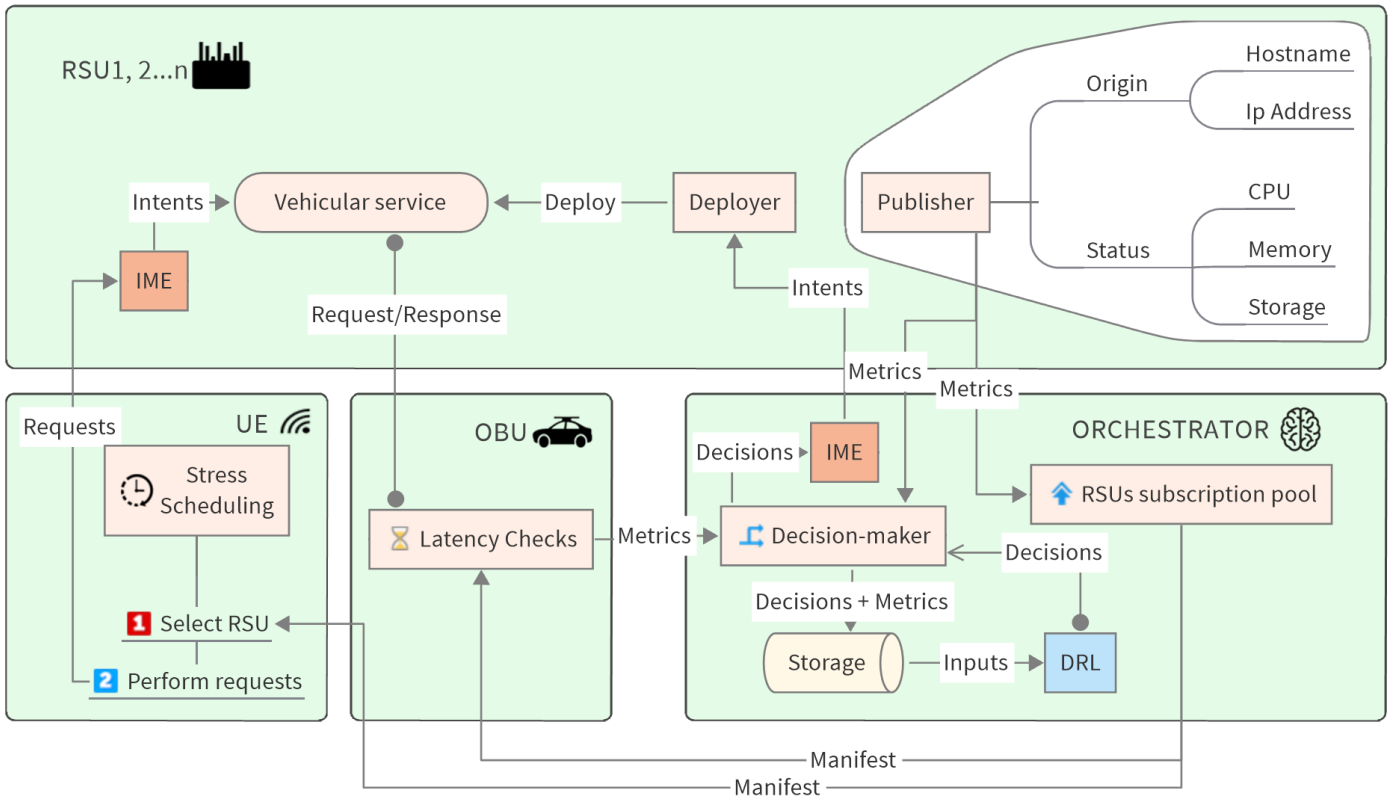 RSU1, 2...n
Hostname
Origin
Ip Address
CPU
Intents
Vehicular service
Deploy
Deployer
Publisher
Status
Memory
IME
Intents
Storage
Request/Response
Metrics
Metrics
Requests
UE
OBU
ORCHESTRATOR
Decisions
IME
Stress
Scheduling
RSUs subscription pool
Latency Checks
Metrics
Decision-maker
Decisions
Decisions + Metrics
1 Select RSU
Storage
Inputs
DRL
2 Perform requests
Manifest
Manifest